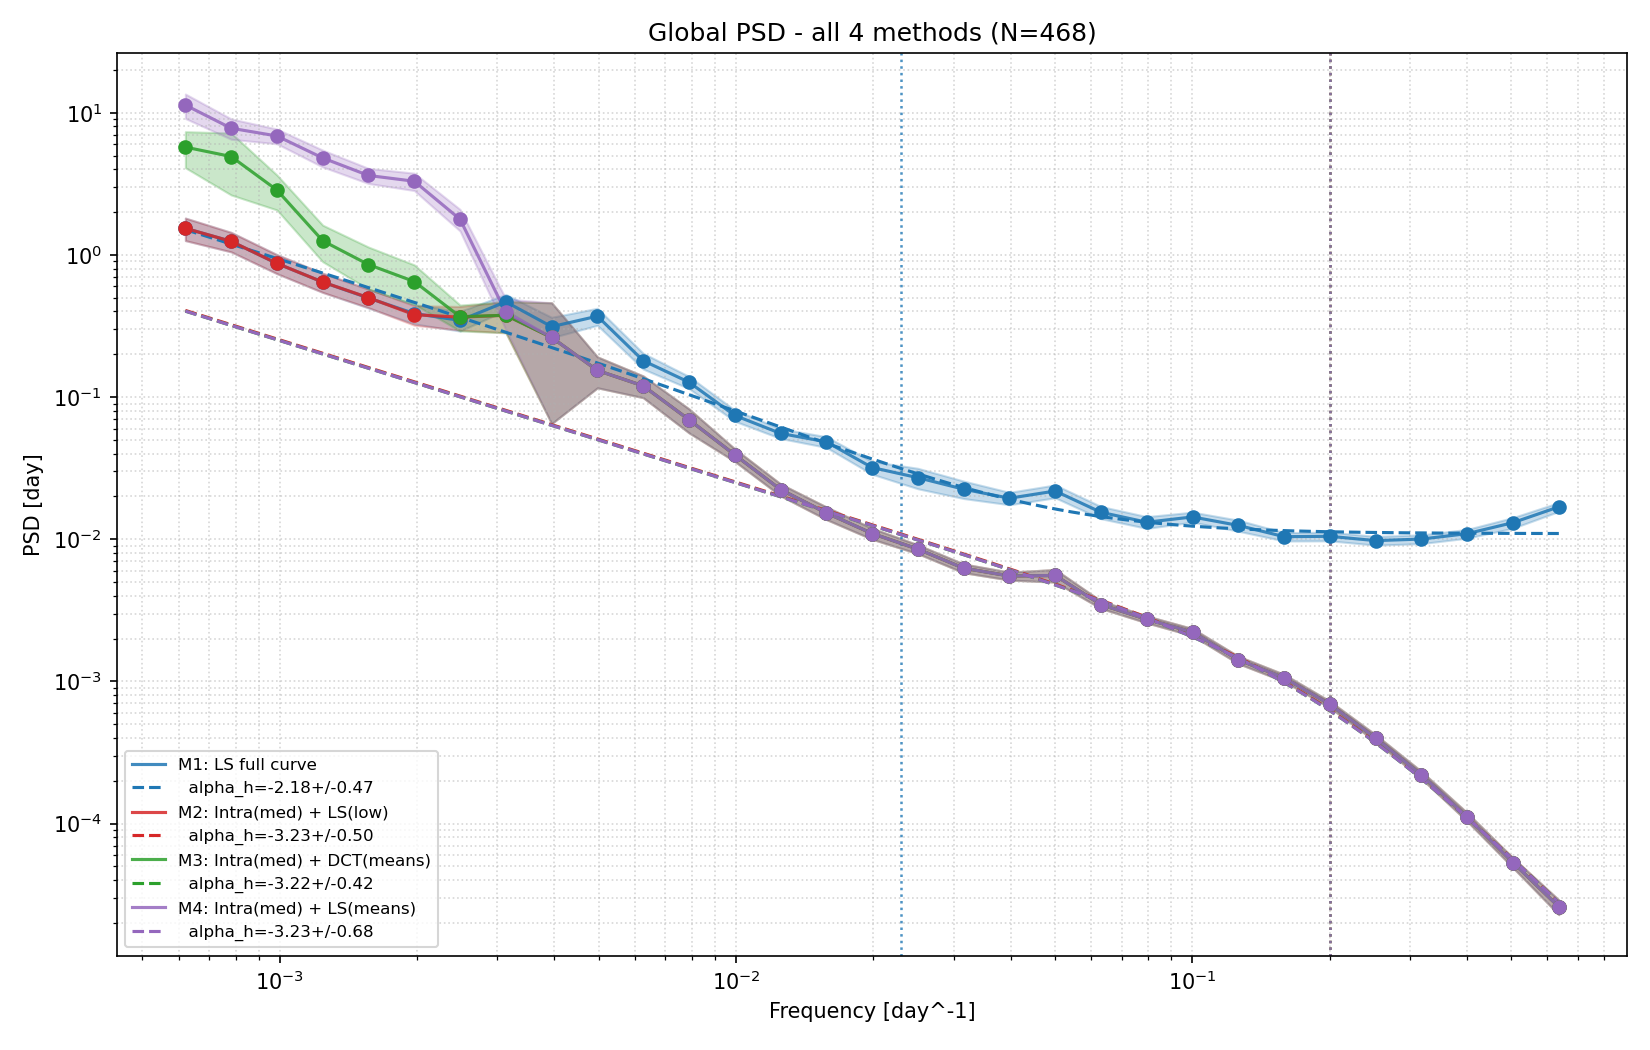 Global PSD - all 4 methods (N=468)
PSD [day]
10^1
10^0
10^-1
10^-2
10^-3
10^-4
M1: LS full curve
alpha_h=-2.18+/-0.47
M2: Intra(med) + LS(low)
alpha_h=-3.23+/-0.50
M3: Intra(med) + DCT(means)
alpha_h=-3.22+/-0.42
M4: Intra(med) + LS(means)
alpha_h=-3.23+/-0.68
10^-3 10^-2 10^-1
Frequency [day^-1]